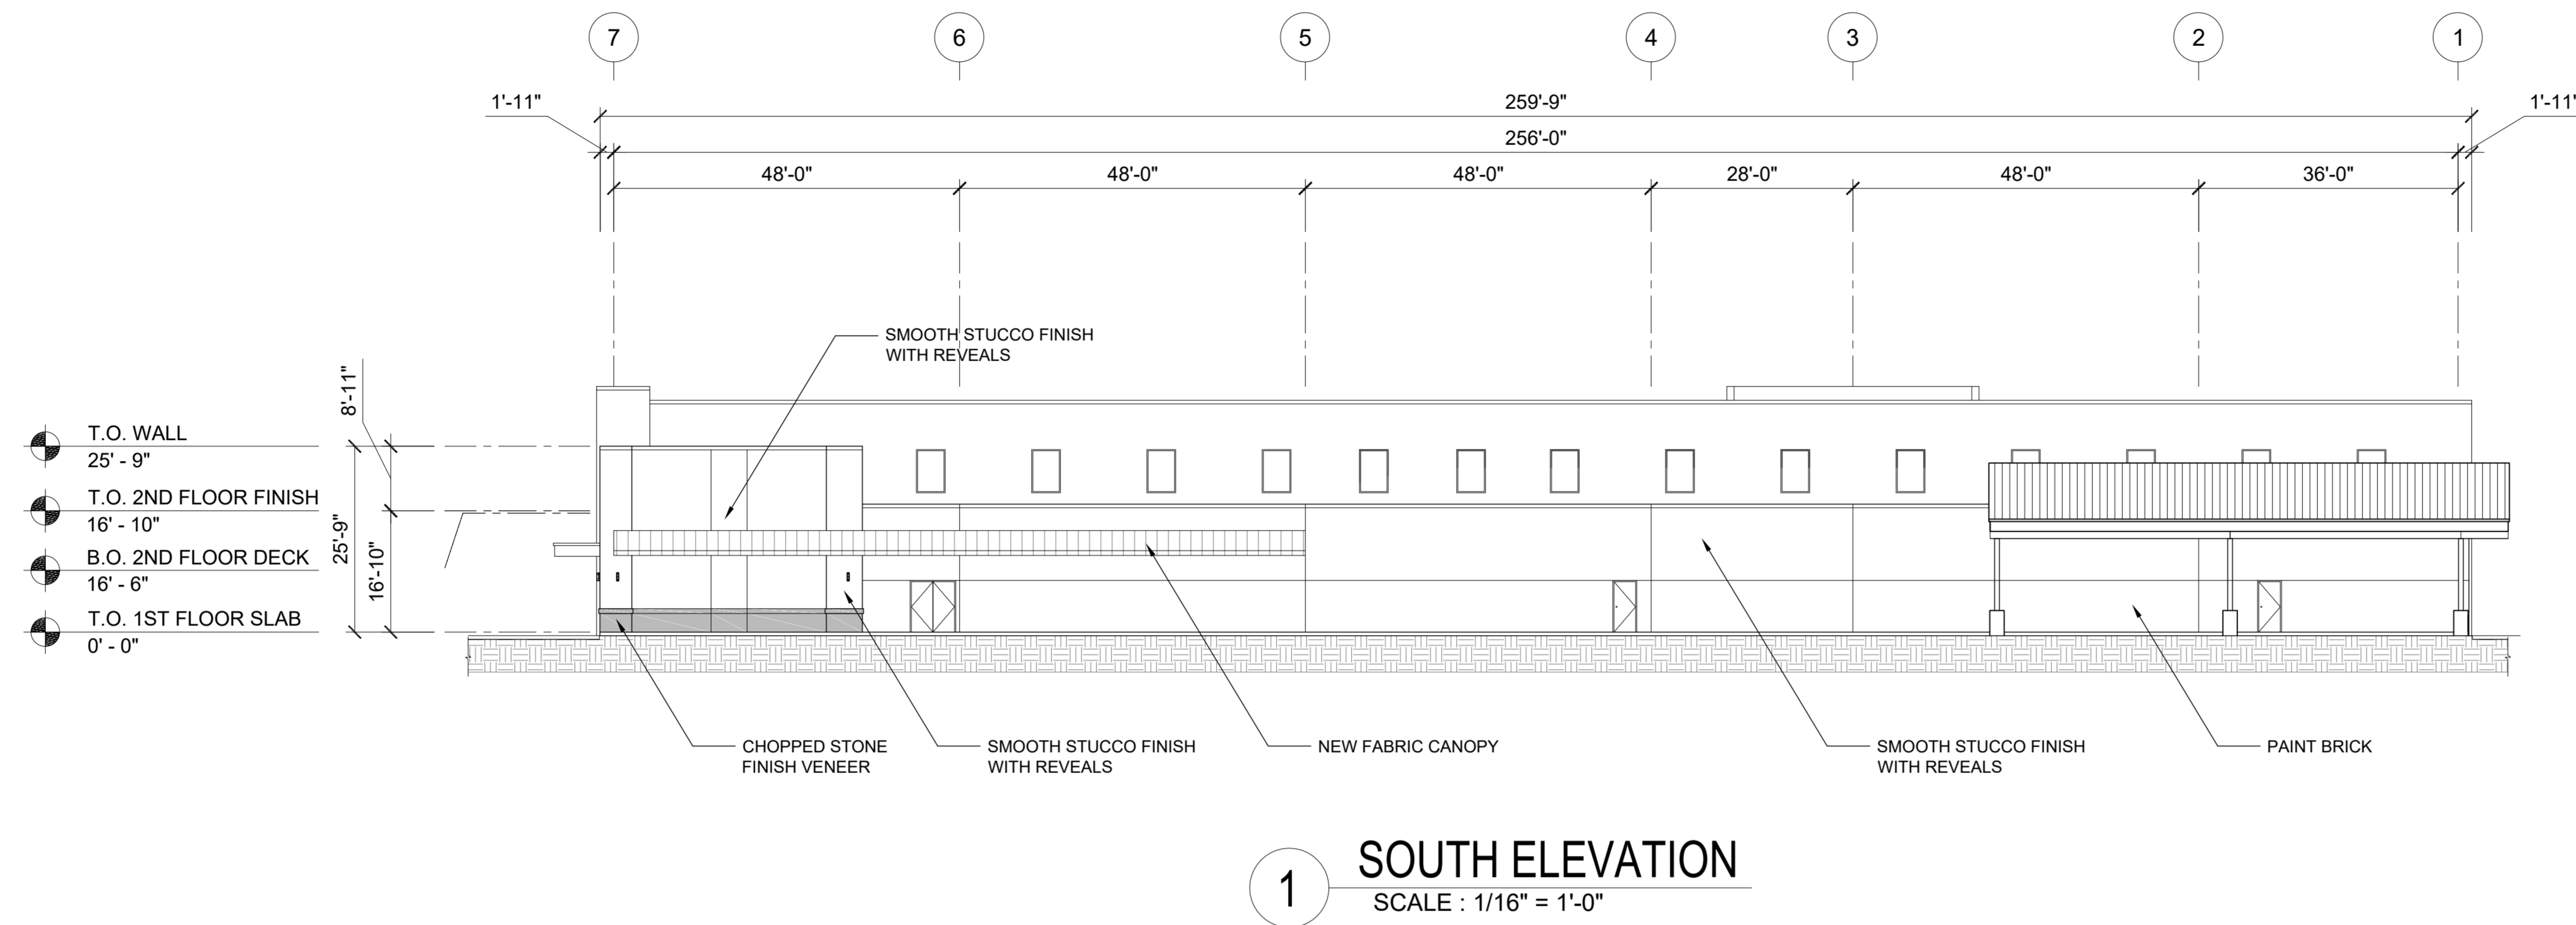 7 6 5 4 3 2 1
1'-11" 259'-9" 1'-11"
256'-0"
48'-0" 48'-0" 48'-0" 28'-0" 48'-0" 36'-0"
SMOOTH STUCCO FINISH
WITH REVEALS
8'-11"
T.O. WALL
25' - 9"
T.O. 2ND FLOOR FINISH
16' - 10"
25'-9"
16'-10"
B.O. 2ND FLOOR DECK
16' - 6"
T.O. 1ST FLOOR SLAB
0' - 0"
CHOPPED STONE
FINISH VENEER
SMOOTH STUCCO FINISH
WITH REVEALS
NEW FABRIC CANOPY
SMOOTH STUCCO FINISH
WITH REVEALS
PAINT BRICK
1
SOUTH ELEVATION
SCALE : 1/16" = 1'-0"